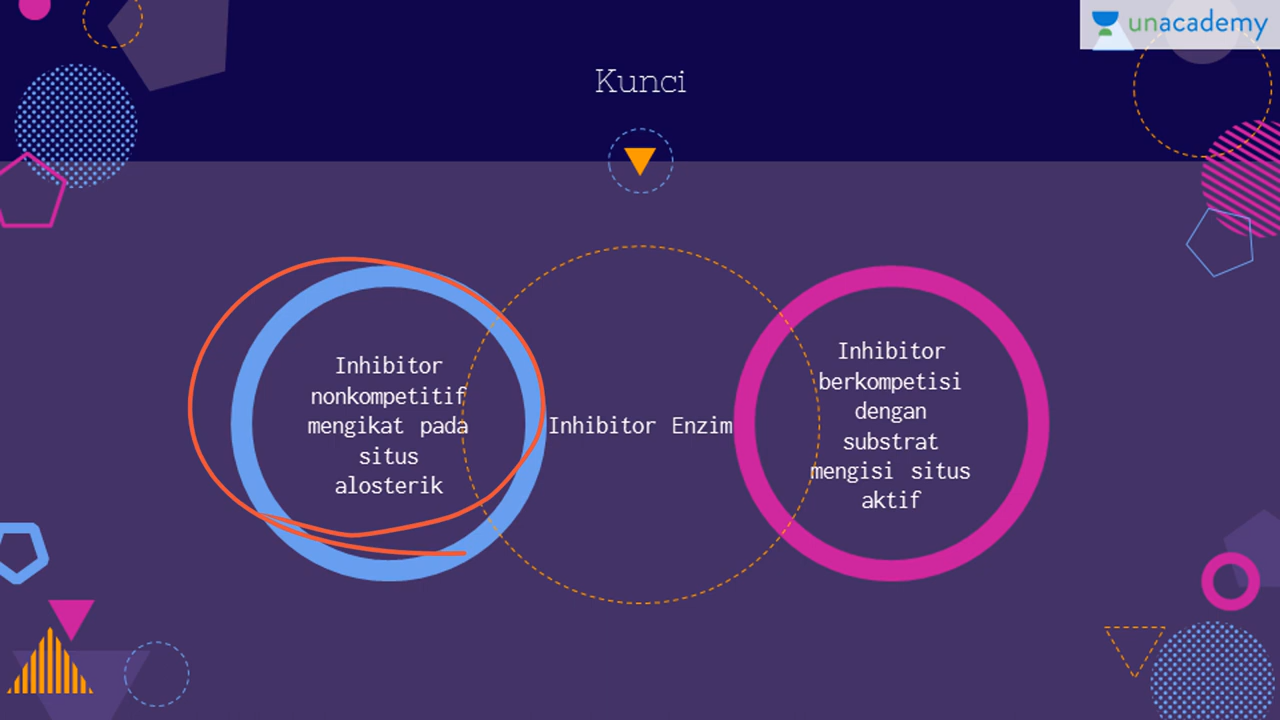 unacademy
Kunci
Inhibitor
nonkompetitif
mengikat pada
situs
alosterik
Inhibitor Enzim
Inhibitor
berkompetisi
dengan
substrat
mengisi situs
aktif